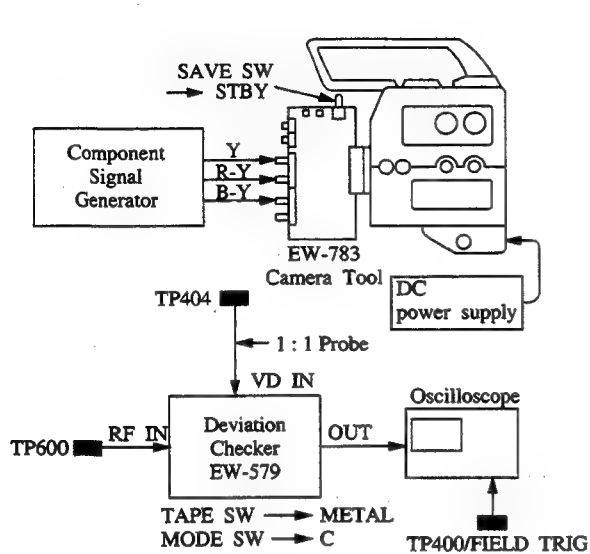 SAVE SW
→ STBY
Component
Signal
Generator
Y
R-Y
B-Y
EW-783
Camera Tool
DC
power supply
TP404
1 : 1 Probe
VD IN
TP600
RF IN
Deviation
Checker
EW-579
OUT
Oscilloscope
TAPE SW → METAL
MODE SW → C
TP400/FIELD TRIG